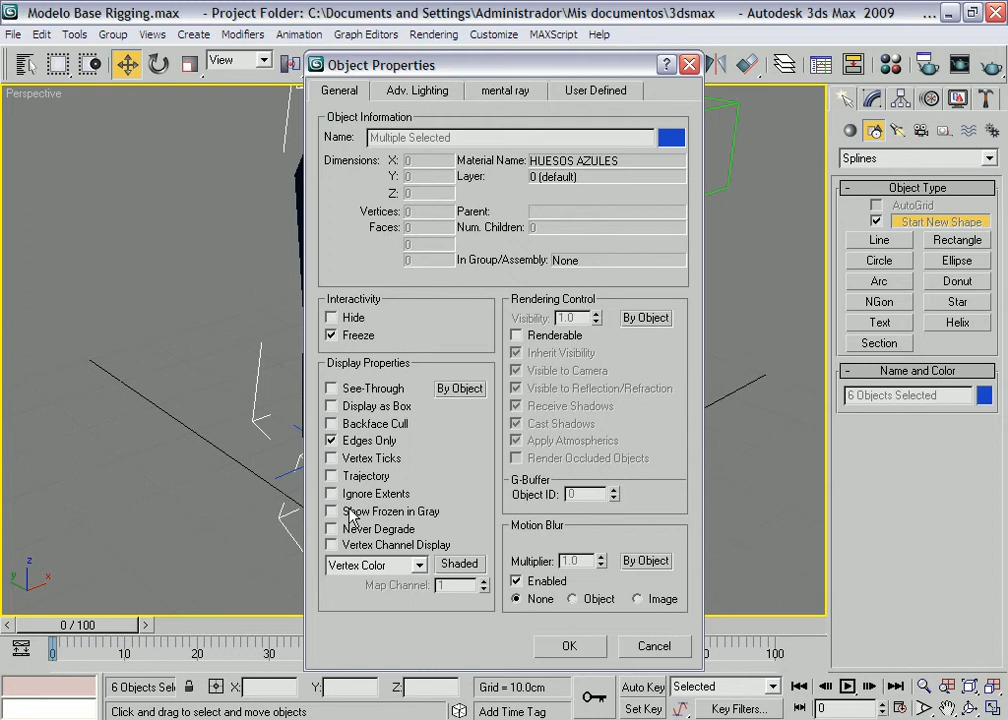 Modelo Base Rigging.max - Project Folder: C:\Documents and Settings\Administrador\Mis documentos\3dsmax - Autodesk 3ds Max 2009 ...
File Edit Tools Group Views Create Modifiers Animation Graph Editors Rendering Customize MAXScript Help
View
Perspective
Object Properties
General Adv. Lighting mental ray User Defined
Object Information
Name: Multiple Selected
Dimensions: X: 0 Material Name: HUESOS AZULES
Y: 0 Layer: 0 (default)
Z: 0
Vertices: 0 Parent:
Faces: 0 Num. Children: 0
0
0 In Group/Assembly: None
Interactivity
Hide
Freeze
Display Properties
See-Through By Object
Display as Box
Backface Cull
Edges Only
Vertex Ticks
Trajectory
Ignore Extents
Show Frozen in Gray
Never Degrade
Vertex Channel Display
Vertex Color Shaded
Map Channel: 1
Rendering Control
Visibility: 1.0 By Object
Renderable
Inherit Visibility
Visible to Camera
Visible to Reflection/Refraction
Receive Shadows
Cast Shadows
Apply Atmospherics
Render Occluded Objects
G-Buffer
Object ID: 0
Motion Blur
Multiplier: 1.0 By Object
Enabled
None Object Image
OK Cancel
Splines
- Object Type
AutoGrid
Start New Shape
Line Rectangle
Circle Ellipse
Arc Donut
NGon Star
Text Helix
Section
- Name and Color
6 Objects Selected
z
y x
< 0 / 100 >
0 10 20 30 100
6 Objects Sel X: Y: Z: Grid = 10.0cm Auto Key Selected
Click and drag to select and move objects Add Time Tag Set Key Key Filters... 0